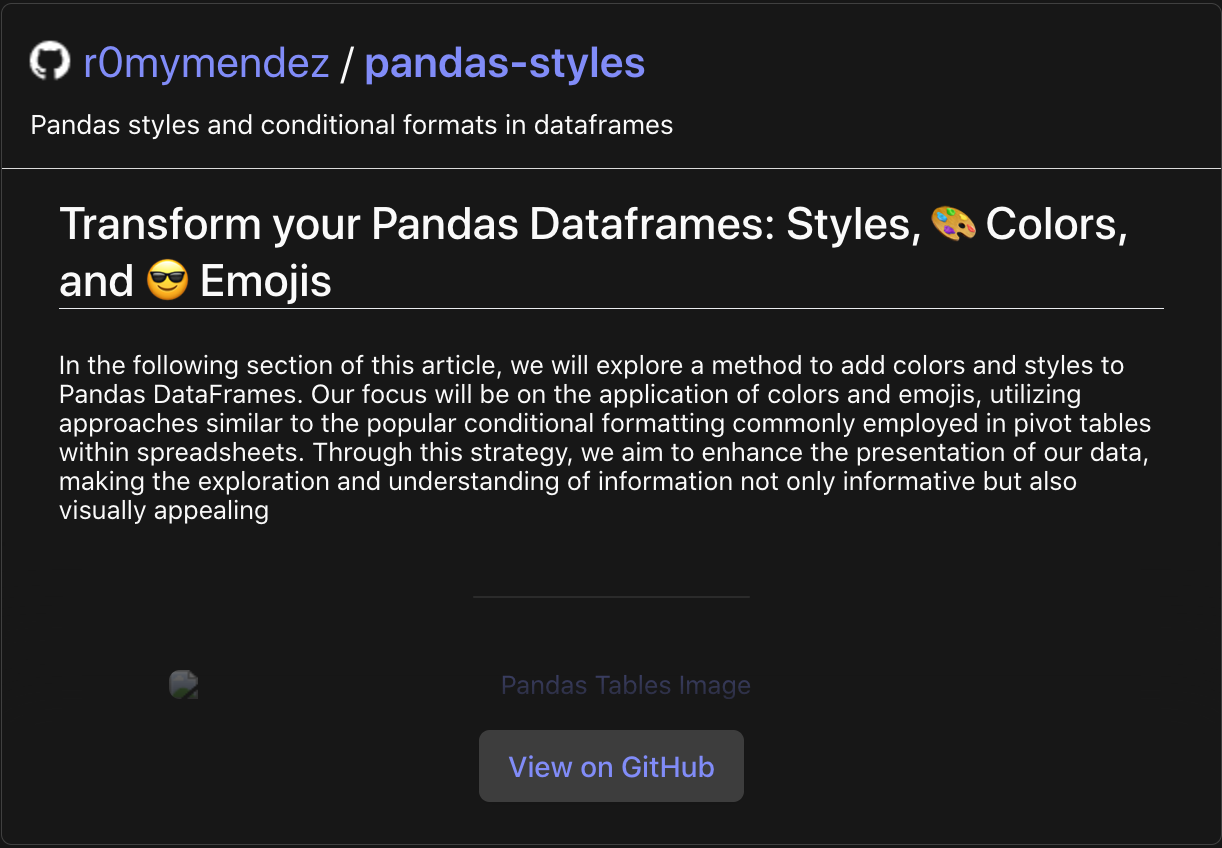 r0mymendez / pandas-styles
Pandas styles and conditional formats in dataframes
Transform your Pandas Dataframes: Styles, 🎨 Colors,
and 😎 Emojis
In the following section of this article, we will explore a method to add colors and styles to
Pandas DataFrames. Our focus will be on the application of colors and emojis, utilizing
approaches similar to the popular conditional formatting commonly employed in pivot tables
within spreadsheets. Through this strategy, we aim to enhance the presentation of our data,
making the exploration and understanding of information not only informative but also
visually appealing
Pandas Tables Image
View on GitHub